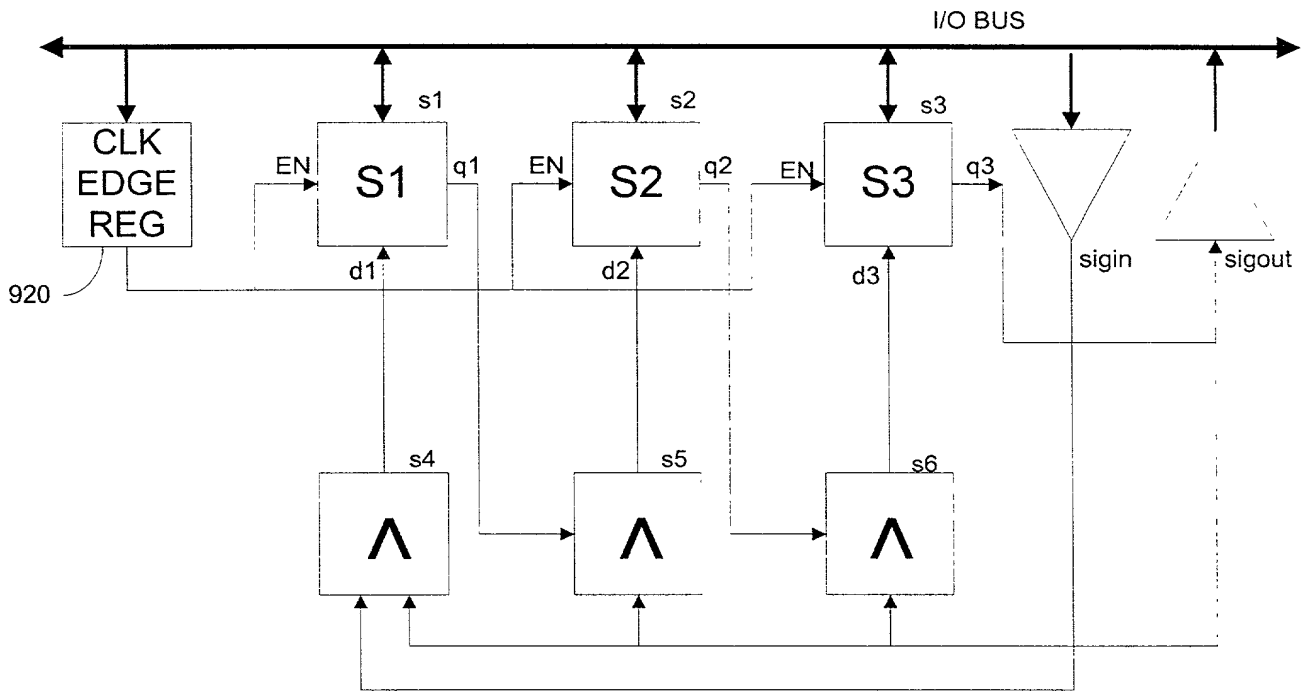 I/O BUS
s1
s2
s3
CLK
EDGE
REG
EN
S1
q1
EN
S2
q2
EN
S3
q3
d1
d2
d3
sigin
sigout
920
s4
s5
s6
Λ
Λ
Λ